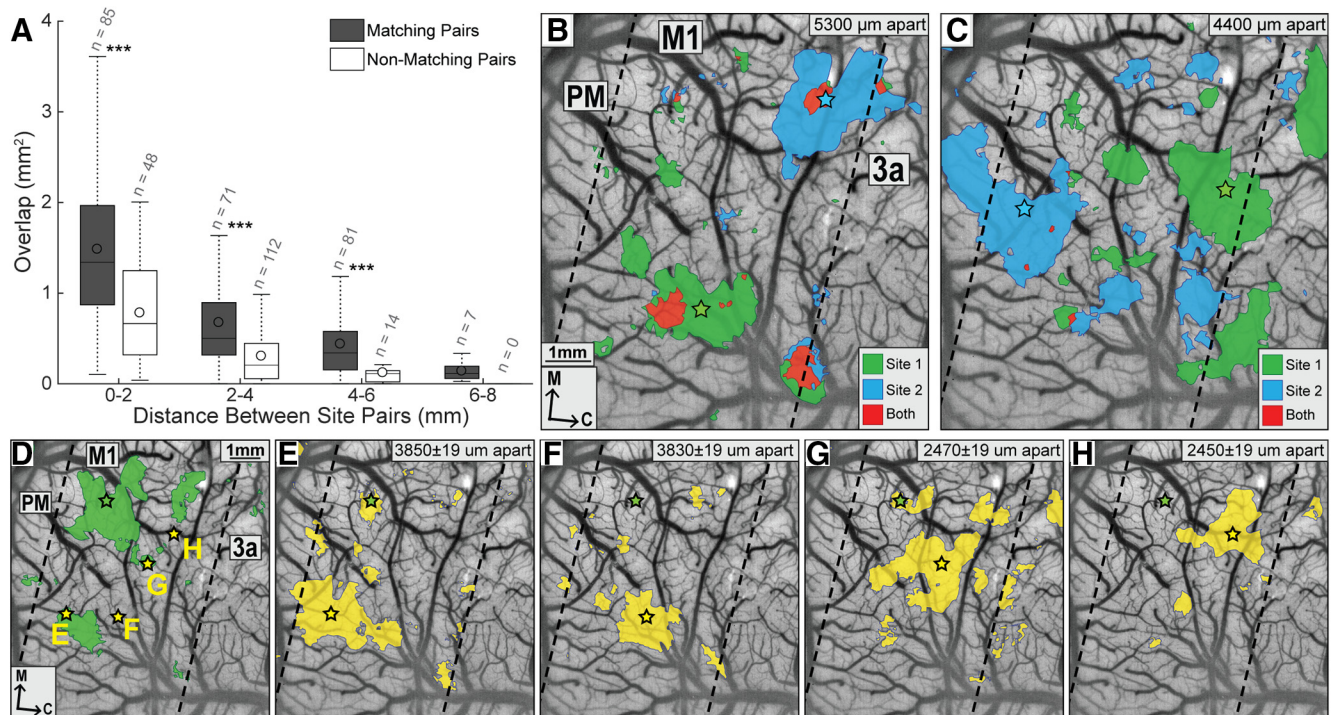 A
n = 85
***
n = 48
n = 71
***
n = 112
n = 81
***
n = 14
n = 7
n = 0
Matching Pairs
Non-Matching Pairs
Overlap (mm²)
4
3
2
1
0
0-2
2-4
4-6
6-8
Distance Between Site Pairs (mm)
B
5300 µm apart
M1
PM
3a
1mm
M
C
Site 1
Site 2
Both
C
4400 µm apart
Site 1
Site 2
Both
D
M1
1mm
PM
3a
H
G
E
F
M
C
E
3850±19 um apart
F
3830±19 um apart
G
2470±19 um apart
H
2450±19 um apart